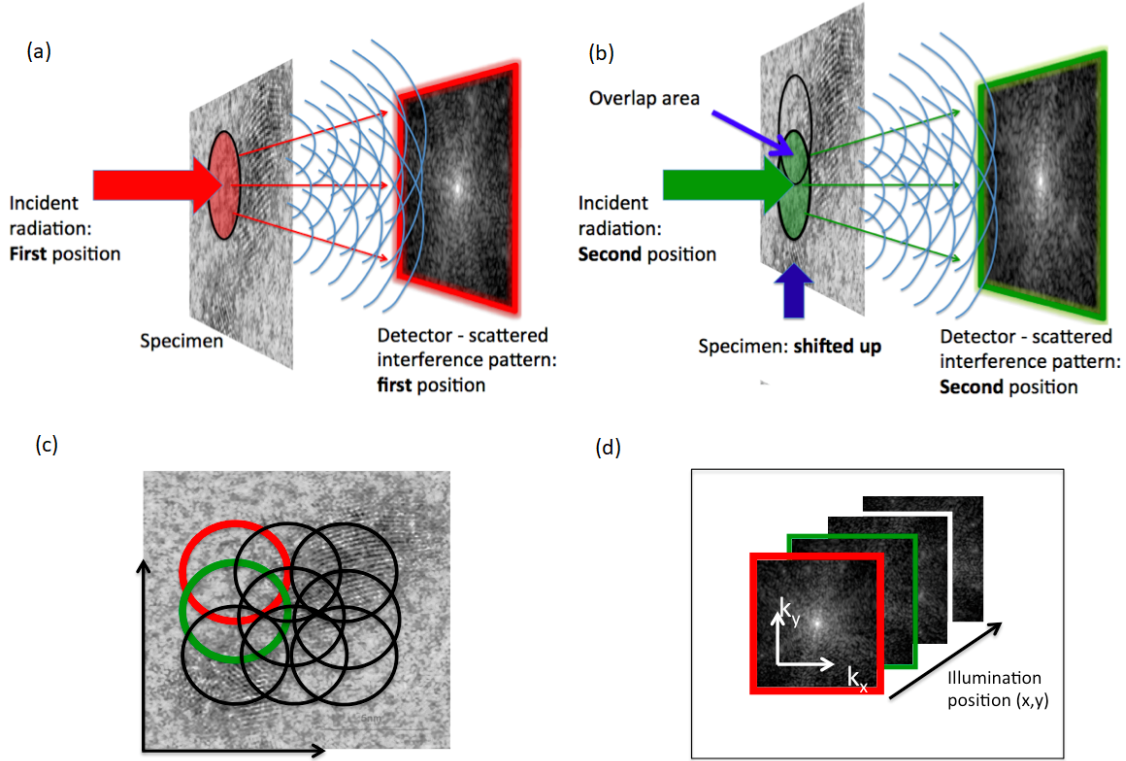 (a)
Incident
radiation:
First position
Specimen
Detector - scattered
interference pattern:
first position
(b)
Overlap area
Incident
radiation:
Second position
Specimen: shifted up
Detector - scattered
interference pattern:
Second position
(c)
(d)
ky
kx
Illumination
position (x,y)